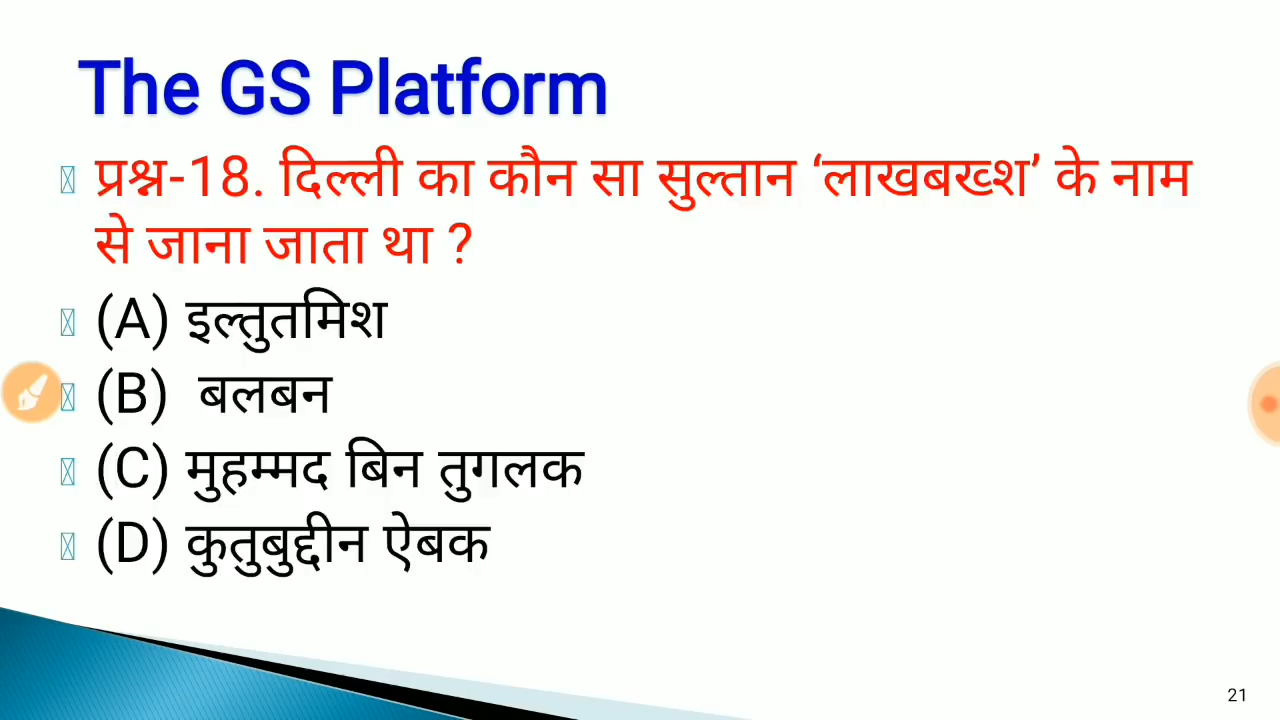 The GS Platform
प्रश्न-18. दिल्ली का कौन सा सुल्तान ‘लाखबख्श’ के नाम
से जाना जाता था ?
(A) इल्तुतमिश
(B) बलबन
(C) मुहम्मद बिन तुगलक
(D) कुतुबुद्दीन ऐबक
21